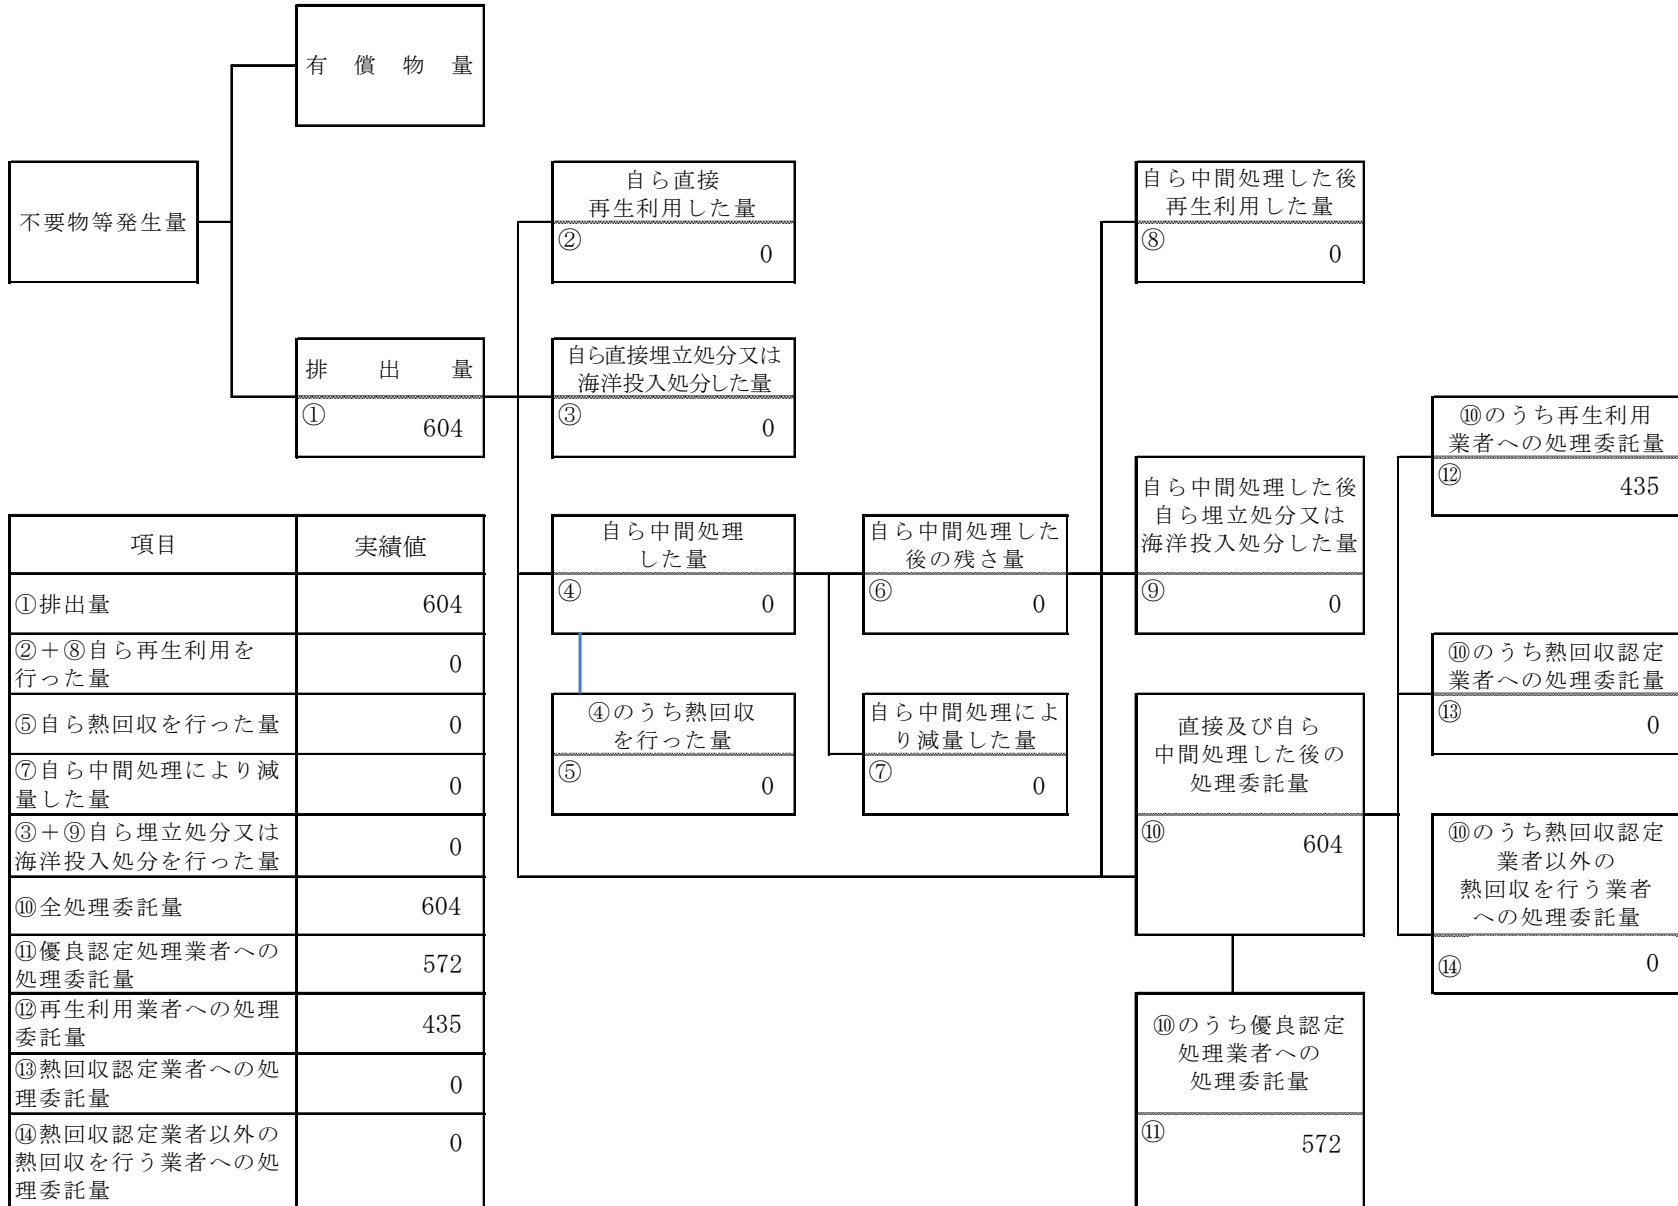 有償物量
不要物等発生量
自ら直接
再生利用した量
②
0
自ら中間処理した後
再生利用した量
⑧
0
排出量
①
604
自ら直接埋立処分又は
海洋投入処分した量
③
0
⑩のうち再生利用
業者への処理委託量
⑫
435
自ら中間処理した後
自ら埋立処分又は
海洋投入処分した量
⑨
0
自ら中間処理
した量
④
0
自ら中間処理した
後の残さ量
⑥
0
⑩のうち熱回収認定
業者への処理委託量
⑬
0
④のうち熱回収
を行った量
⑤
0
自ら中間処理によ
り減量した量
⑦
0
直接及び自ら
中間処理した後の
処理委託量
⑩
604
⑩のうち熱回収認定
業者以外の
熱回収を行う業者
への処理委託量
⑭
0
⑩のうち優良認定
処理業者への
処理委託量
⑪
572
項目 実績値
①排出量 604
②＋⑧自ら再生利用を
行った量
0
⑤自ら熱回収を行った量 0
⑦自ら中間処理により減
量した量
0
③＋⑨自ら埋立処分又は
海洋投入処分を行った量
0
⑩全処理委託量 604
⑪優良認定処理業者への
処理委託量
572
⑫再生利用業者への処理
委託量
435
⑬熱回収認定業者への処
理委託量
0
⑭熱回収認定業者以外の
熱回収を行う業者への処
理委託量
0